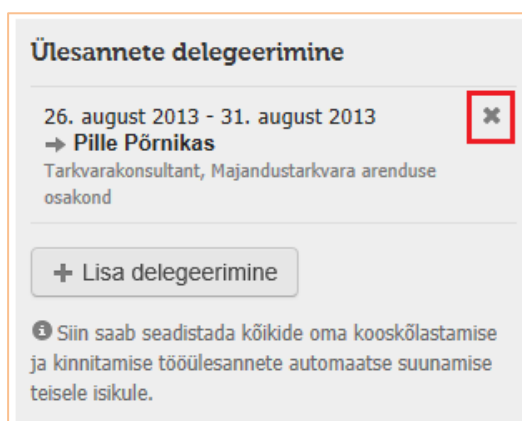 Ülesannete delegeerimine
26. august 2013 - 31. august 2013
➔ Pille Põrnikas
Tarkvarakonsultant, Majandustarkvara arenduse
osakond
+ Lisa delegeerimine
Siin saab seadistada kõikide oma kooskõlastamise
ja kinnitamise tööülesannete automaatse suunamise
teisele isikule.